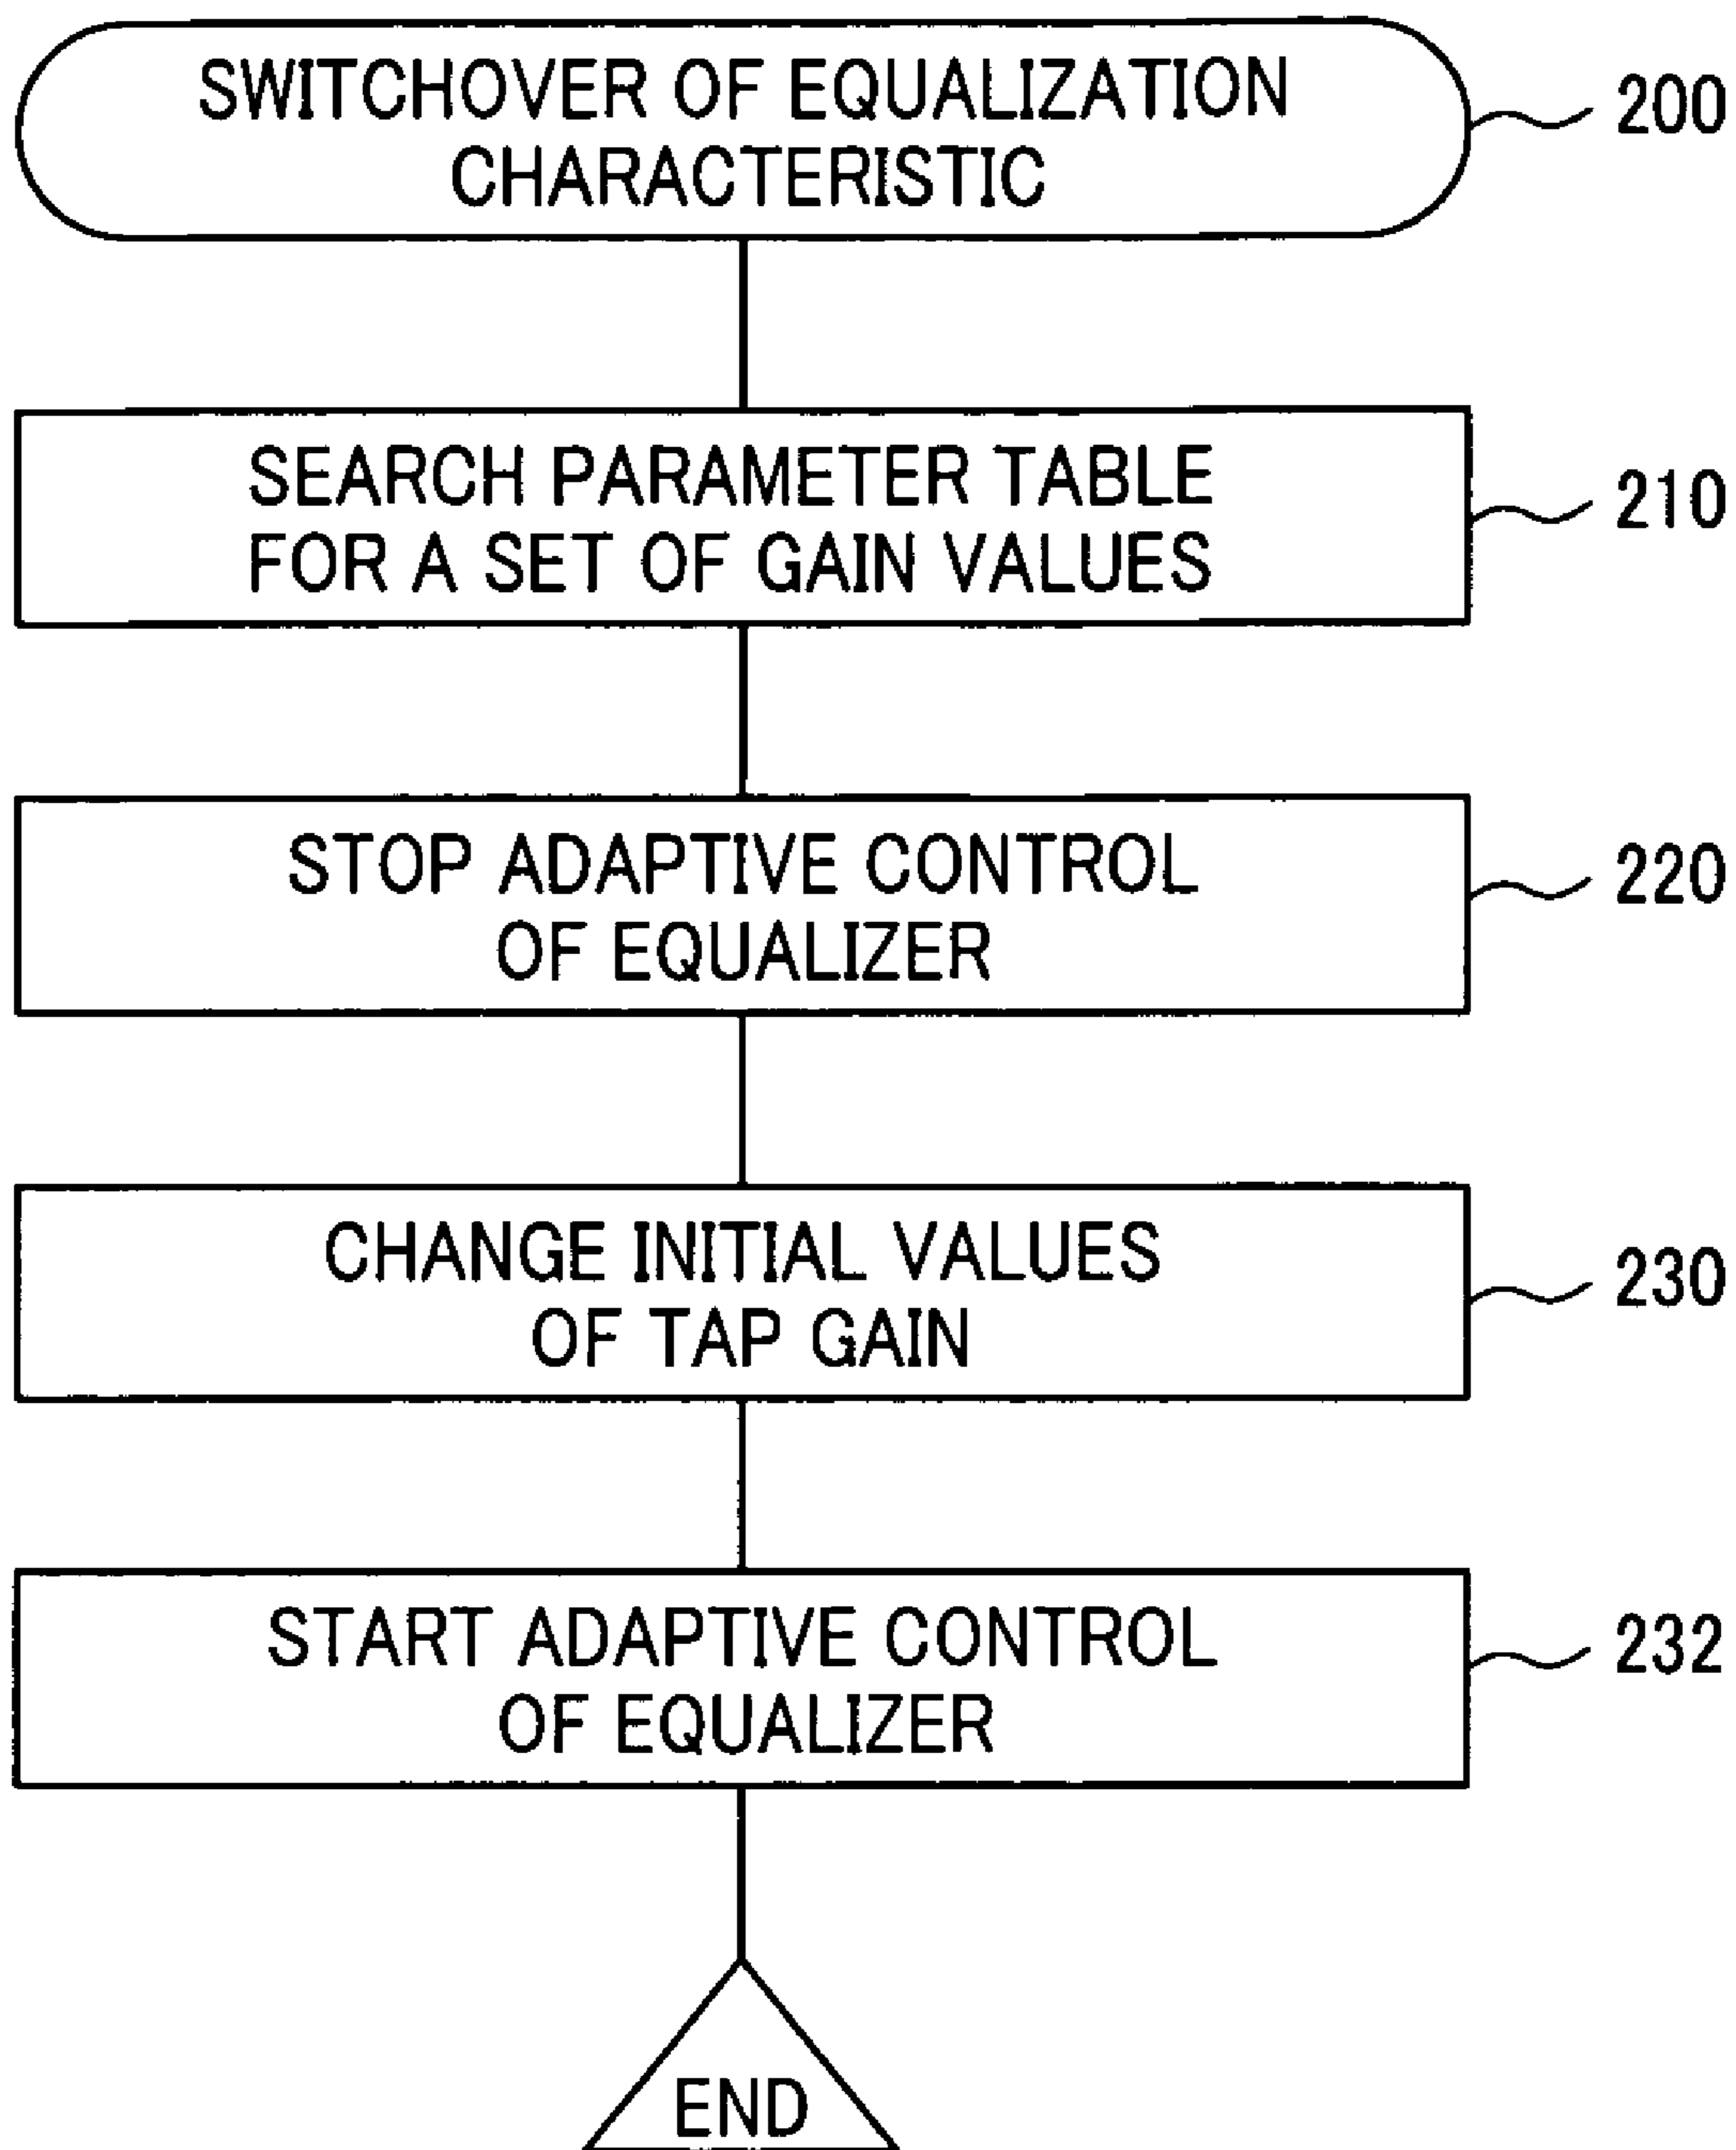 SWITCHOVER OF EQUALIZATION
CHARACTERISTIC
200
SEARCH PARAMETER TABLE
FOR A SET OF GAIN VALUES
210
STOP ADAPTIVE CONTROL
OF EQUALIZER
220
CHANGE INITIAL VALUES
OF TAP GAIN
230
START ADAPTIVE CONTROL
OF EQUALIZER
232
END